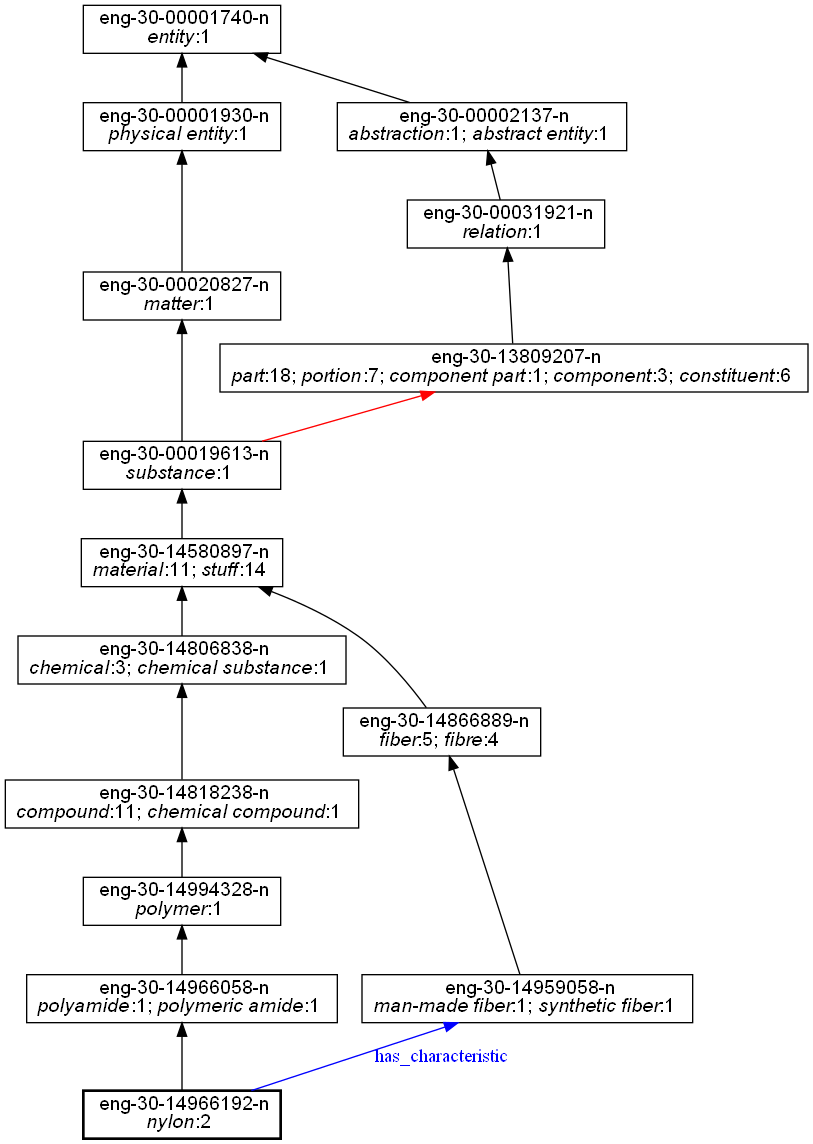 eng-30-00001740-n
entity:1
eng-30-00001930-n
physical entity:1
eng-30-00002137-n
abstraction:1; abstract entity:1
eng-30-00031921-n
relation:1
eng-30-00020827-n
matter:1
eng-30-13809207-n
part:18; portion:7; component part:1; component:3; constituent:6
eng-30-00019613-n
substance:1
eng-30-14580897-n
material:11; stuff:14
eng-30-14806838-n
chemical:3; chemical substance:1
eng-30-14866889-n
fiber:5; fibre:4
eng-30-14818238-n
compound:11; chemical compound:1
eng-30-14994328-n
polymer:1
eng-30-14966058-n
polyamide:1; polymeric amide:1
eng-30-14959058-n
man-made fiber:1; synthetic fiber:1
has_characteristic
eng-30-14966192-n
nylon:2